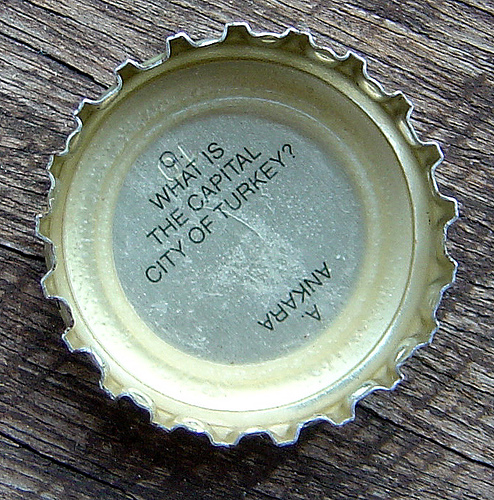 Q
WHAT IS
THE CAPITAL
CITY OF TURKEY?
A
ANKARA